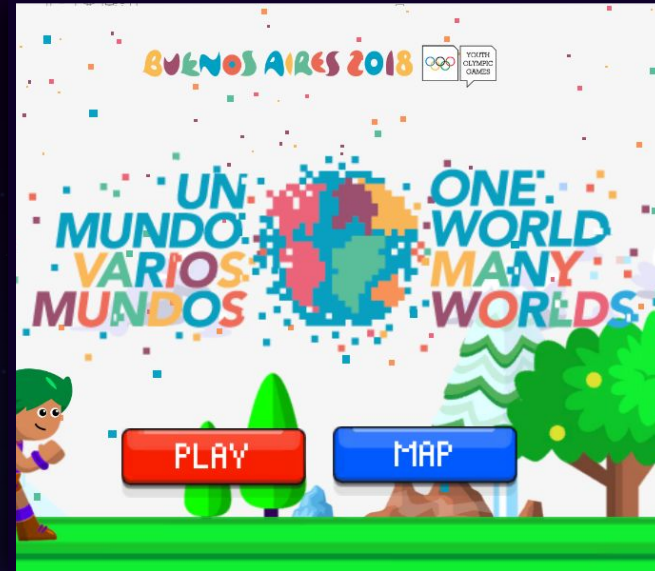 BUENOS AIRES 2018
YOUTH
OLYMPIC
GAMES
UN
MUNDO
VARIOS
MUNDOS
ONE
WORLD
MANY
WORLDS
PLAY
MAP